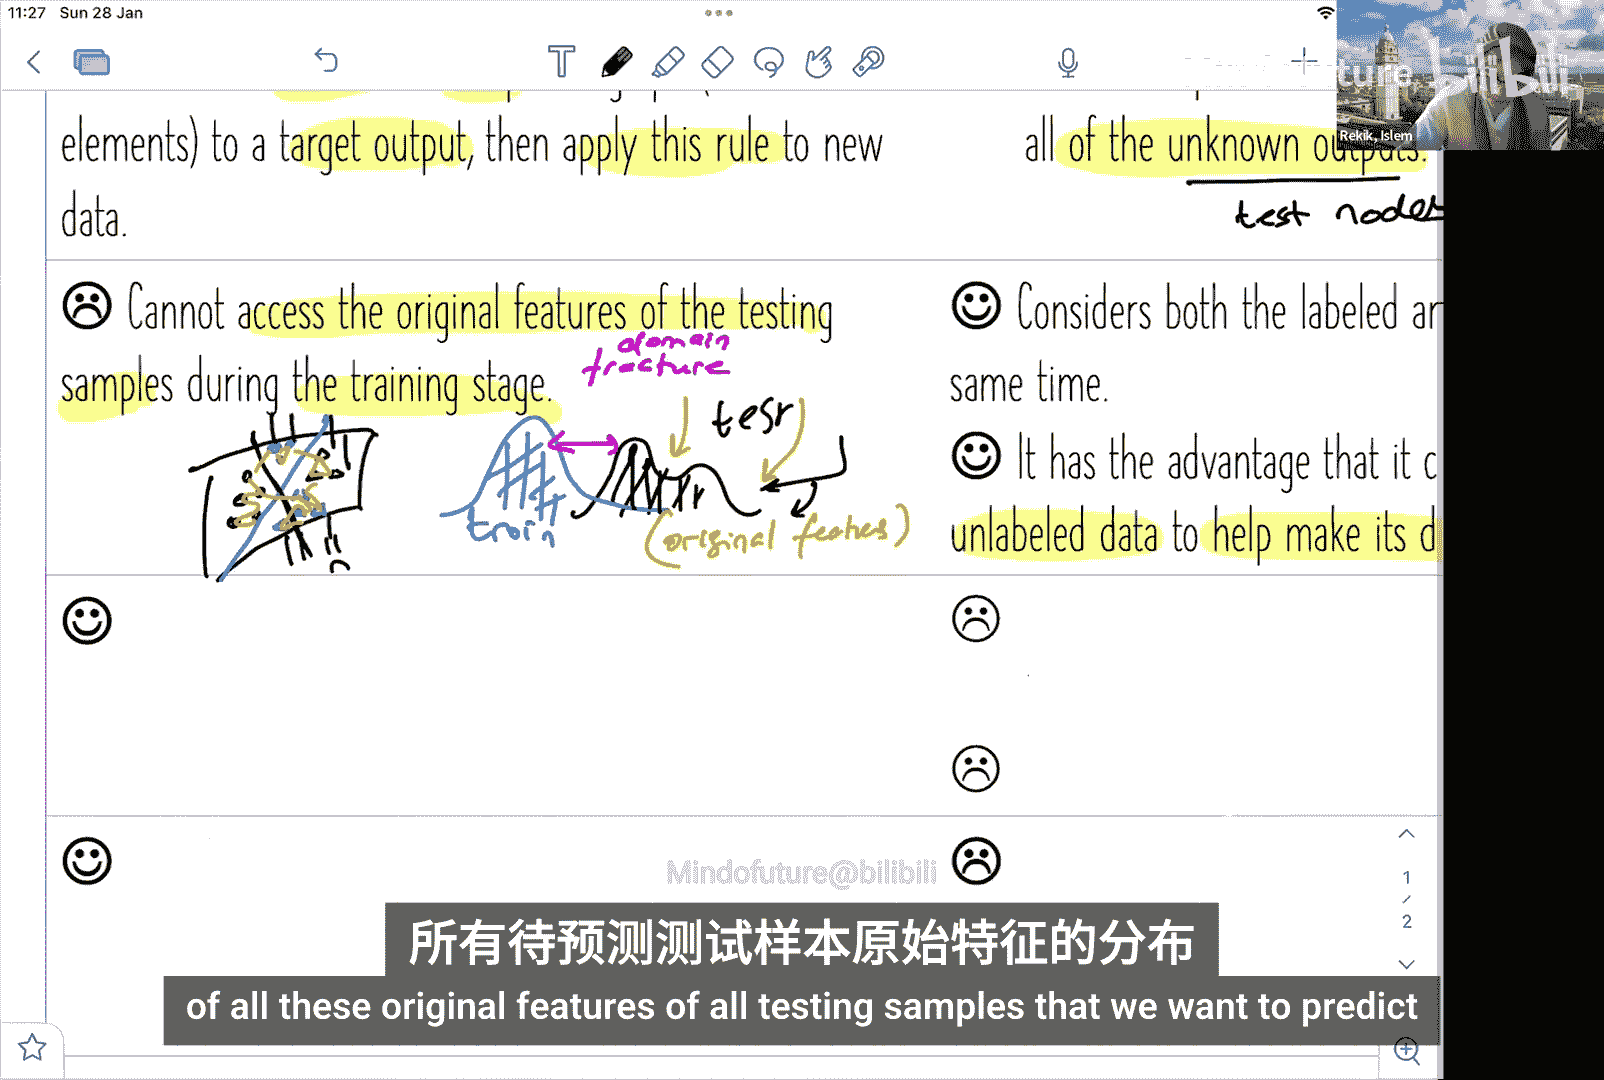 11:27 Sun 28 Jan
bilibili
Rekik, Islem
elements) to a target output, then apply this rule to new
data.
all of the unknown outputs.
test nodes
Cannot access the original features of the testing
samples during the training stage.
domain
fracture
train
tesr
(original featres)
Considers both the labeled ar
same time.
It has the advantage that it c
unlabeled data to help make its d
Mindofuture@bilibili
1
2
所有待预测测试样本原始特征的分布
of all these original features of all testing samples that we want to predict